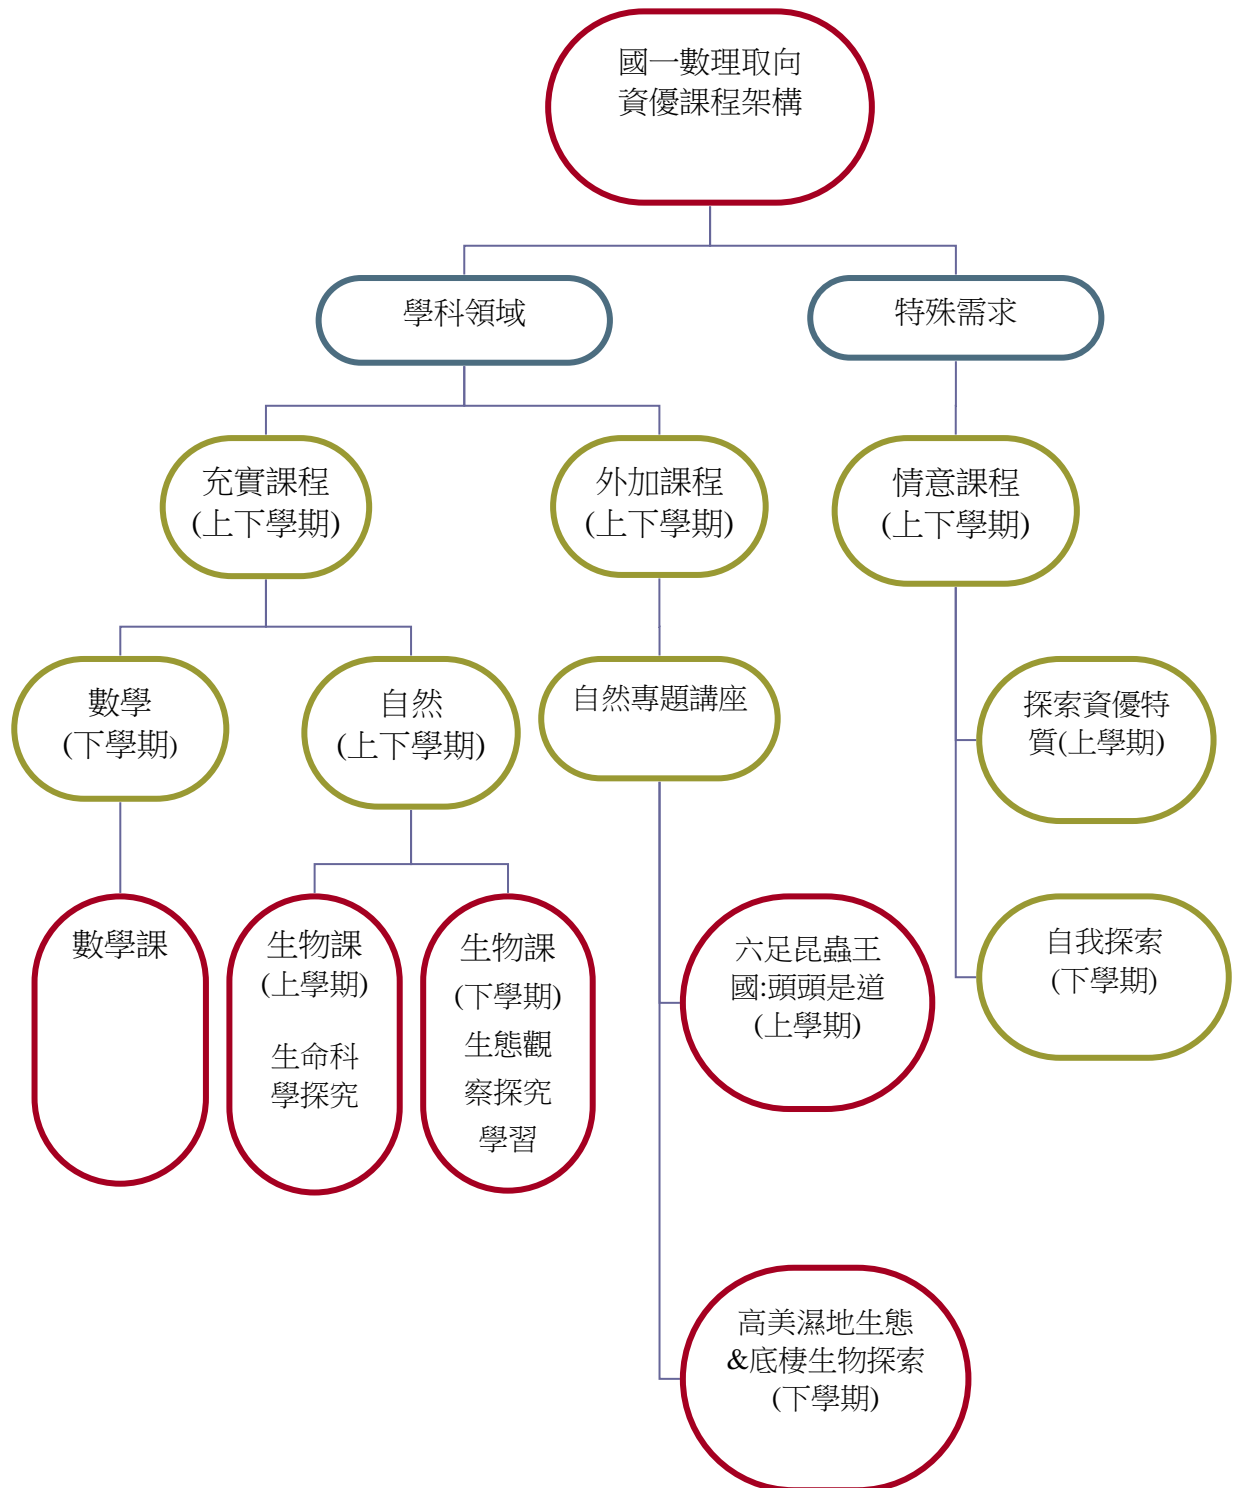 國一數理取向
資優課程架構
學科領域
特殊需求
充實課程
(上下學期)
外加課程
(上下學期)
情意課程
(上下學期)
數學
(下學期)
自然
(上下學期)
自然專題講座
探索資優特
質(上學期)
數學課
生物課
(上學期)
生命科
學探究
生物課
(下學期)
生態觀
察探究
學習
六足昆蟲王
國:頭頭是道
(上學期)
自我探索
(下學期)
高美濕地生態
&底棲生物探索
(下學期)